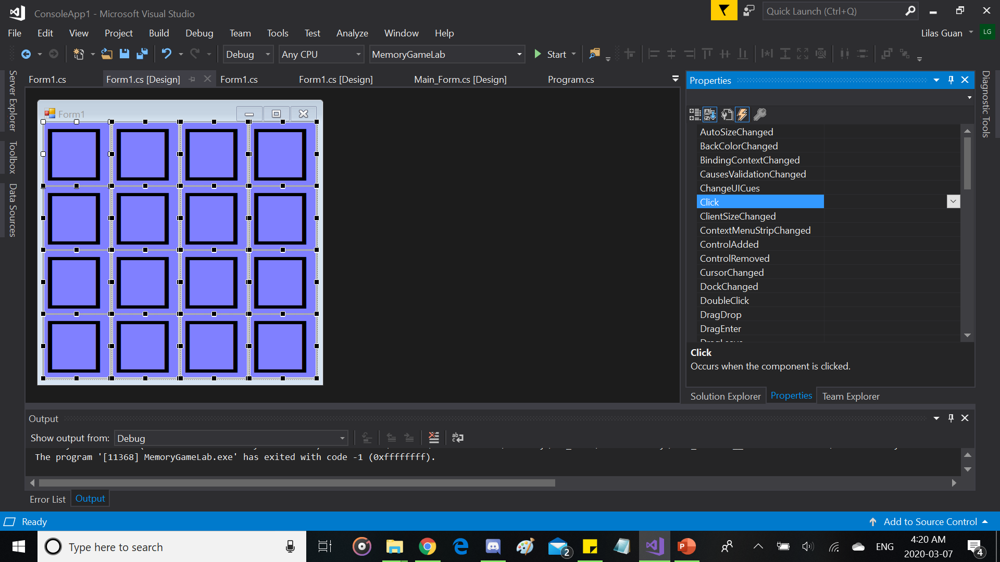 ConsoleApp1 - Microsoft Visual Studio
Quick Launch (Ctrl+Q)
File Edit View Project Build Debug Team Tools Test Analyze Window Help
Lilas Guan LG
Debug Any CPU MemoryGameLab Start
Form1.cs Form1.cs [Design] Form1.cs Form1.cs [Design] Main_Form.cs [Design] Program.cs
Properties
Server Explorer
Toolbox
Data Sources
Diagnostic Tools
Form1
AutoSizeChanged
BackColorChanged
BindingContextChanged
CausesValidationChanged
ChangeUICues
Click
ClientSizeChanged
ContextMenuStripChanged
ControlAdded
ControlRemoved
CursorChanged
DockChanged
DoubleClick
DragDrop
DragEnter
Click
Occurs when the component is clicked.
Solution Explorer Properties Team Explorer
Output
Show output from: Debug
The program '[11368] MemoryGameLab.exe' has exited with code -1 (0xffffffff).
Error List Output
Ready
Add to Source Control
Type here to search
2
ENG
4:20 AM
2020-03-07
4